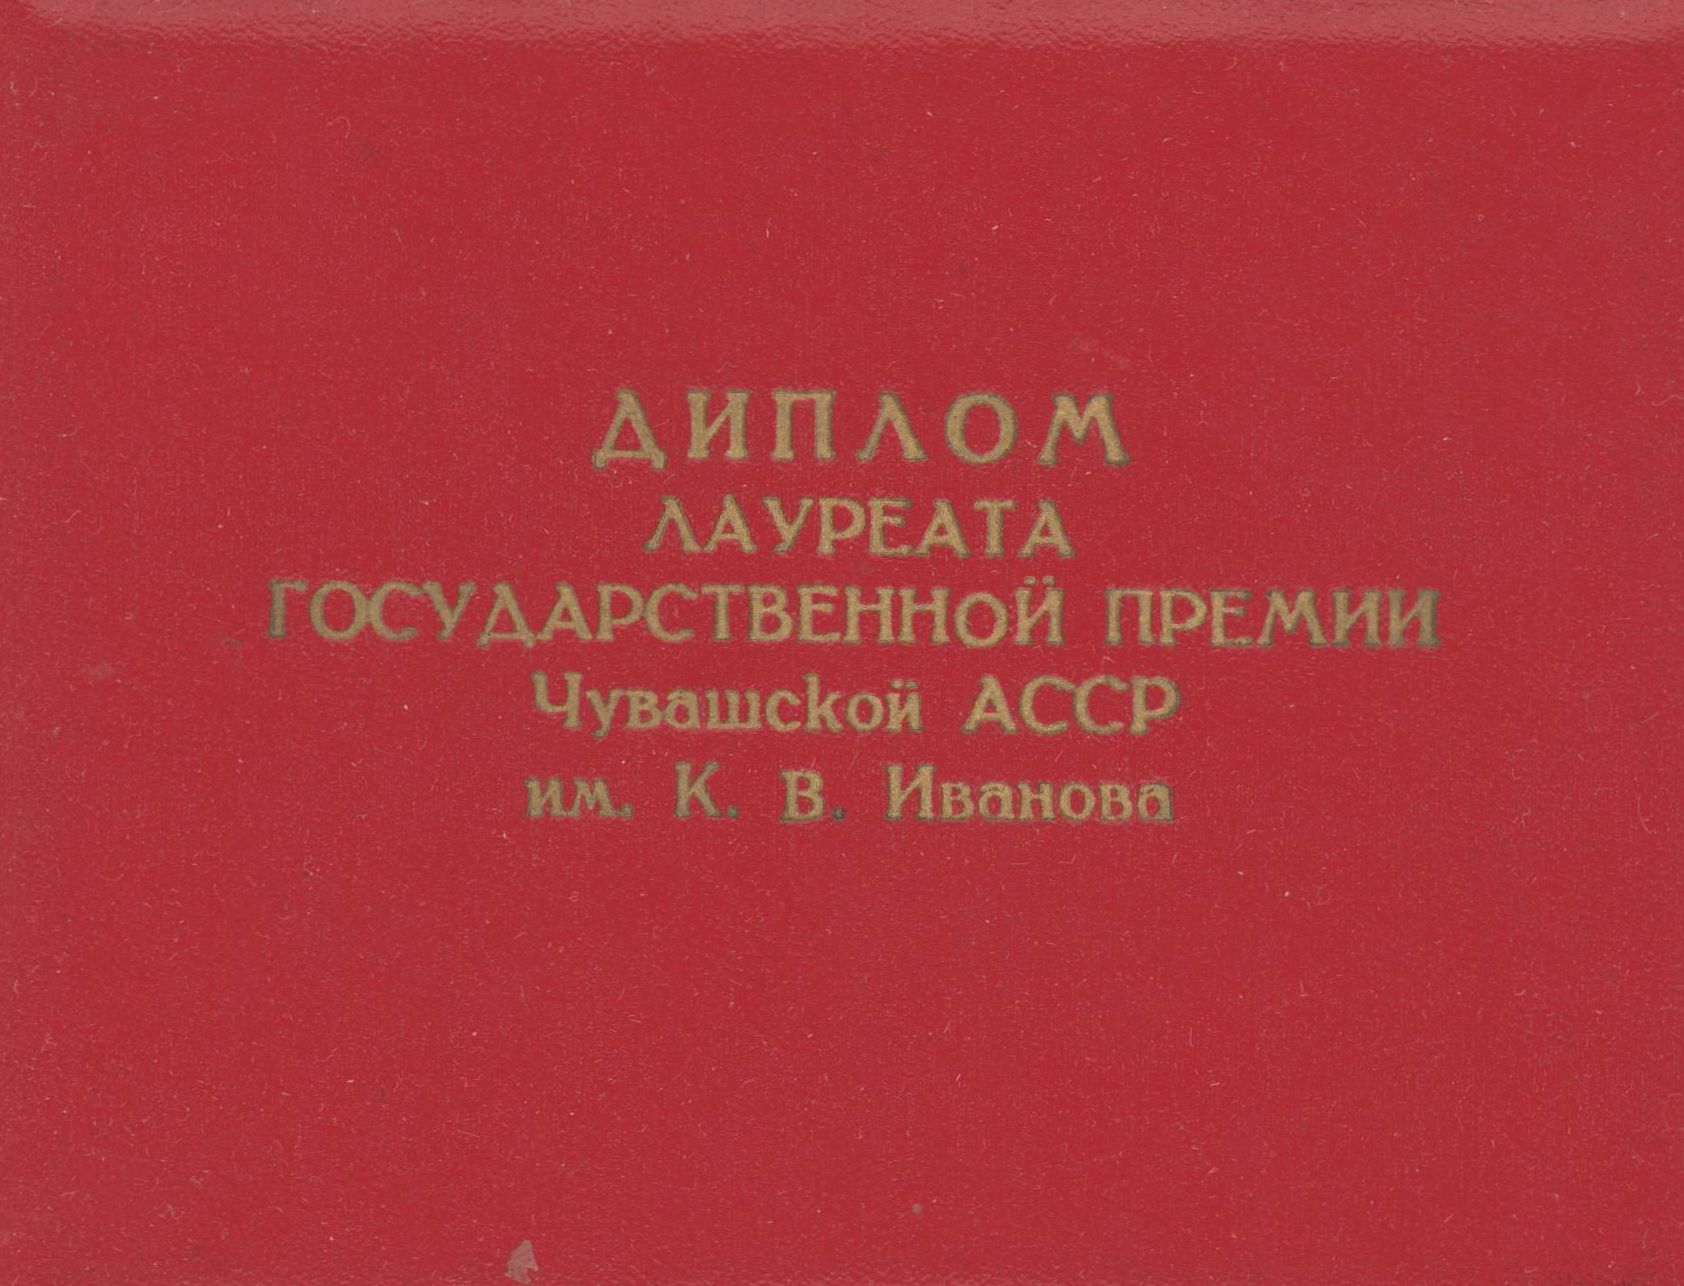 ДИПЛОМ
ЛАУРЕАТА
ГОСУДАРСТВЕННОЙ ПРЕМИИ
Чувашской АССР
им. К. В. Иванова